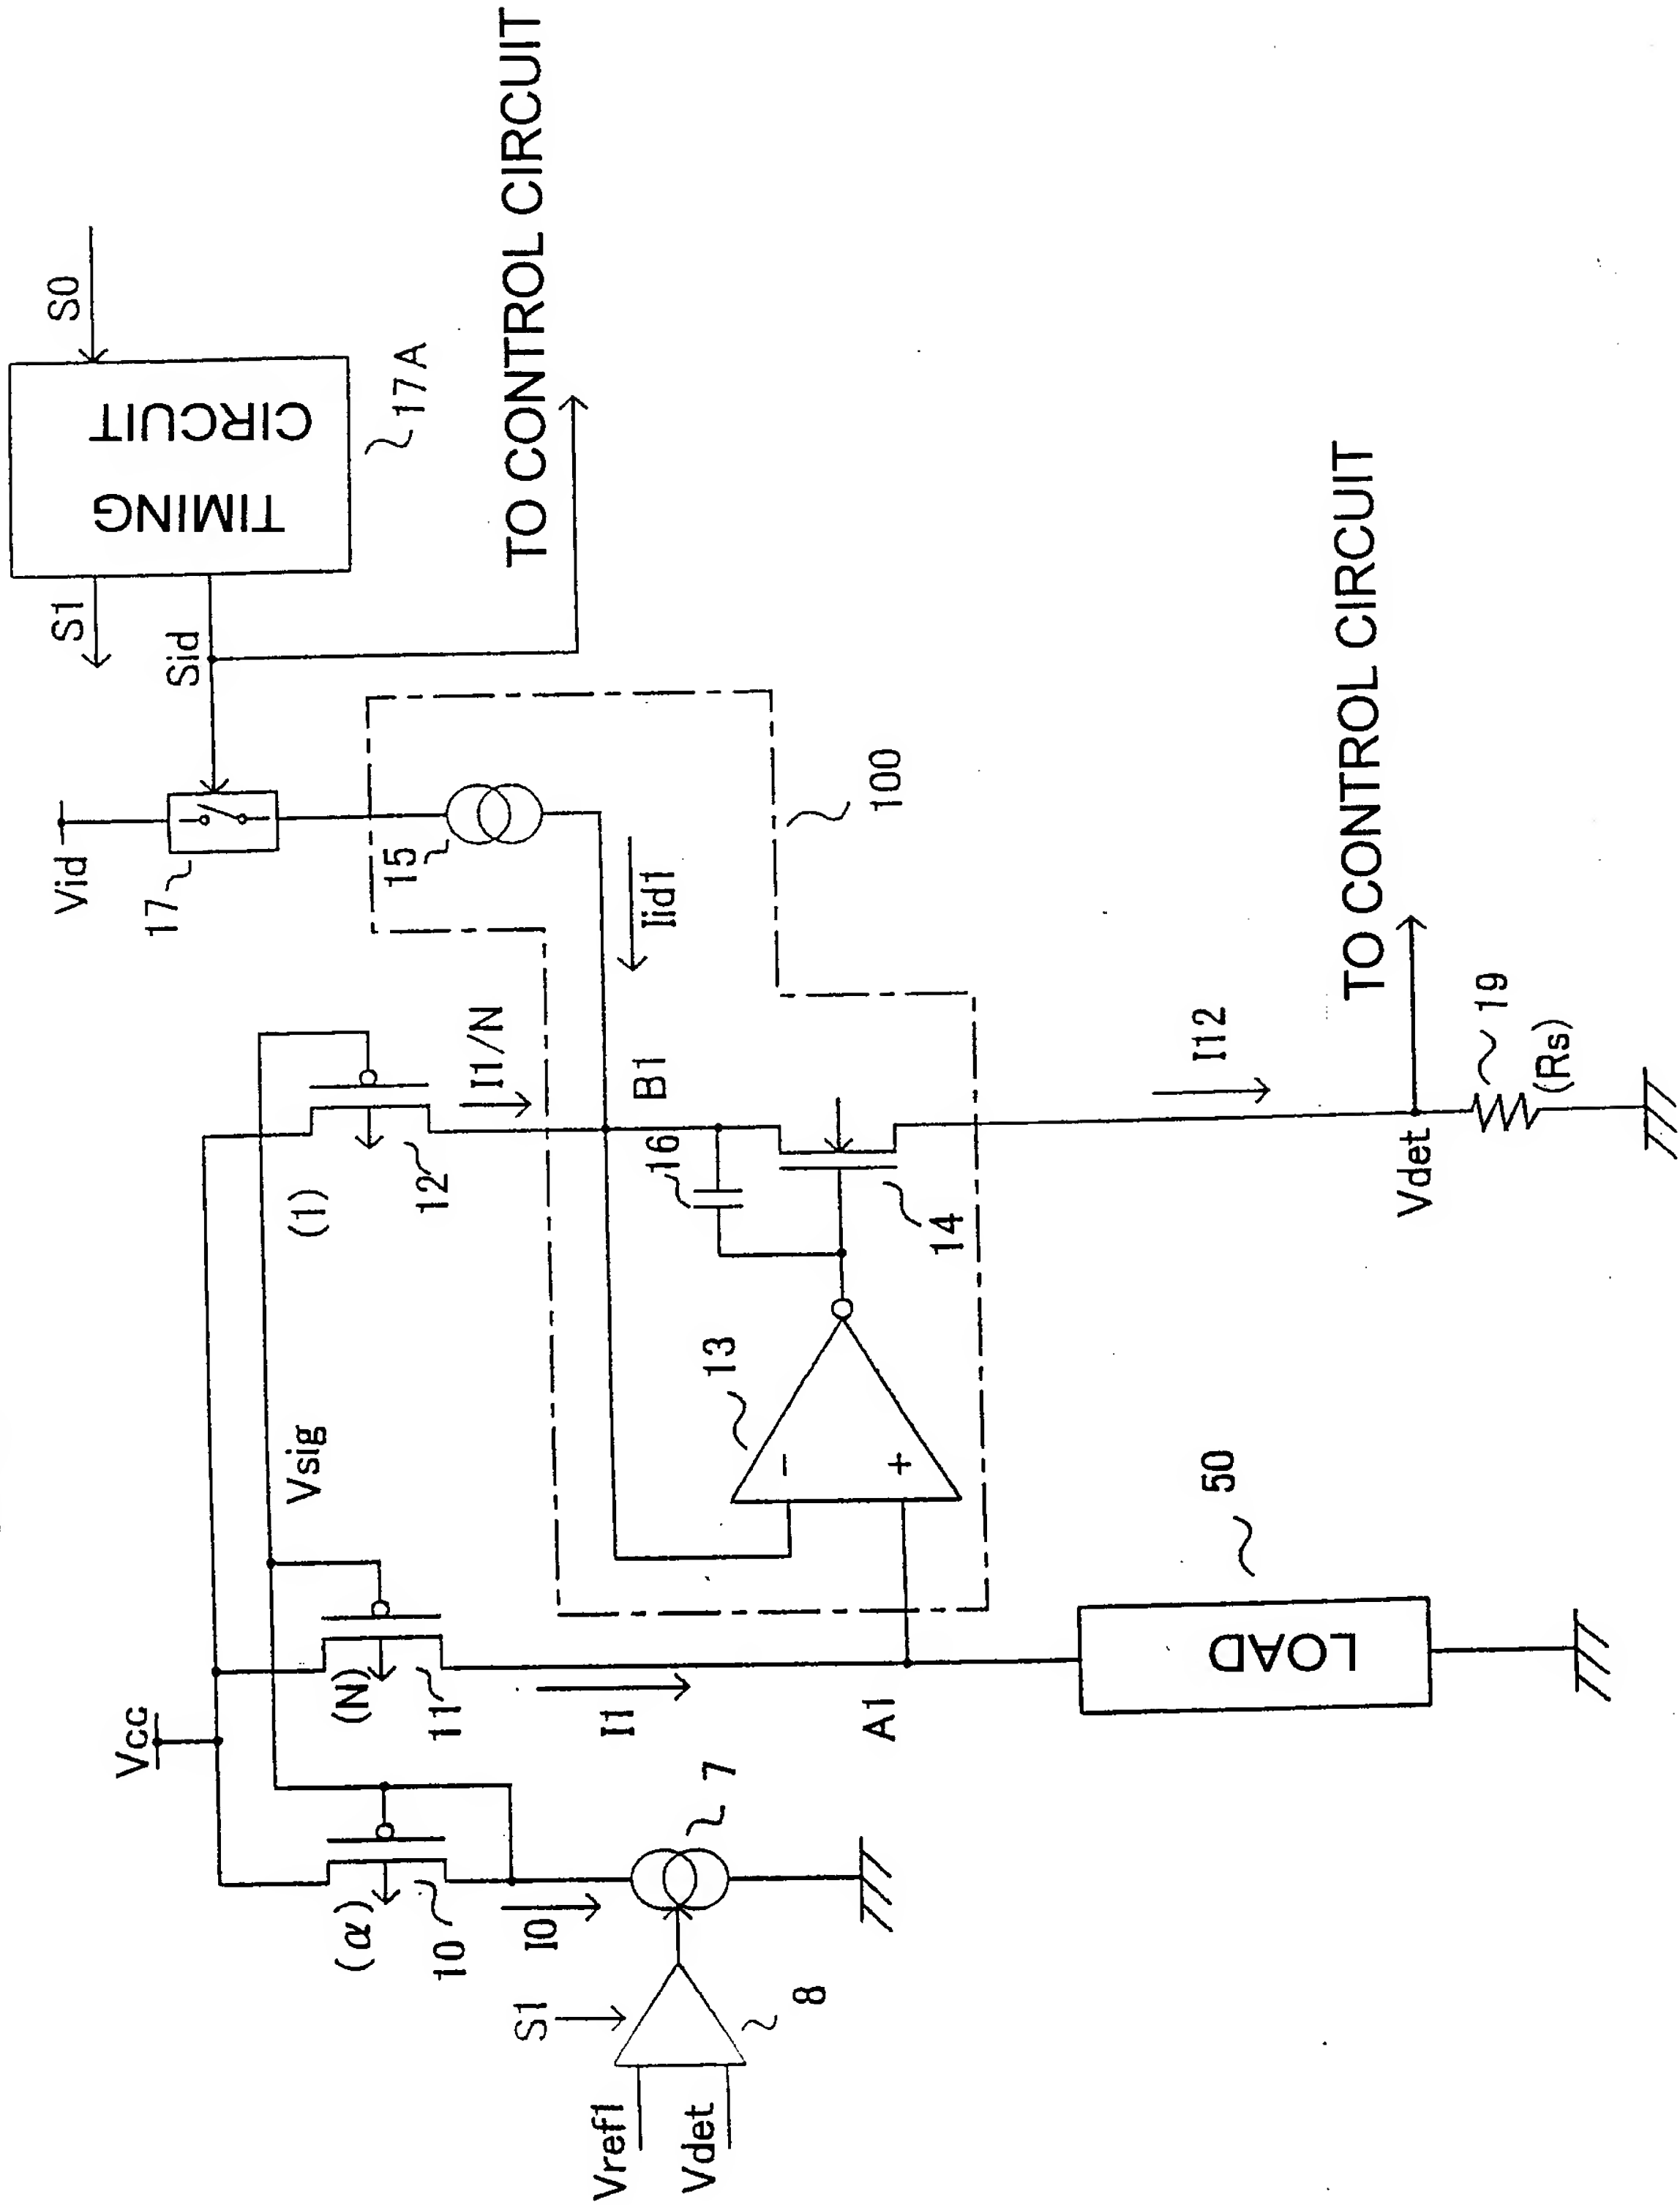 S0
TIMING
CIRCUIT
17A
S1
Sid
TO CONTROL CIRCUIT
Vid
17
15
Iid1
100
Vcc
Vsig
(α)
10
I0
(N)
11
I1
(1)
12
I1/N
B1
16
14
13
-
+
A1
S1
Vref1
Vdet
8
7
LOAD
50
I12
TO CONTROL CIRCUIT
Vdet
19
(Rs)